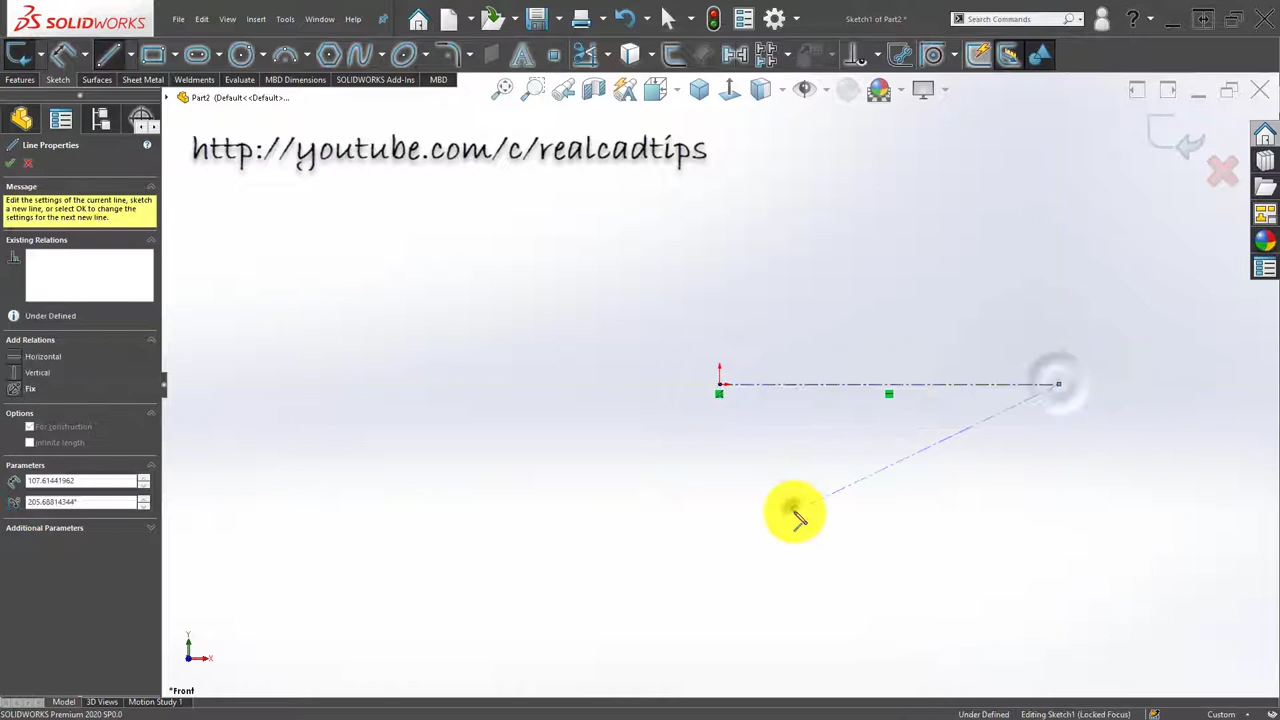 SOLIDWORKS File Edit View Insert Tools Window Sketch1 of Part2 * Search Commands
Features Sketch Surfaces Sheet Metal Weldments Evaluate MBD Dimensions SOLIDWORKS Add-Ins MBD
Part2 (Default<<Default>...
http://youtube.com/c/realcadtips
Line Properties
Message
Edit the settings of the current line, sketch
a new line, or select OK to change the
settings for the next new line.
Existing Relations
Under Defined
Add Relations
Horizontal
Vertical
Fix
Options
For construction
Infinite length
Parameters
107.61441962
205.68814344°
Additional Parameters
Y
X
*Front
Model 3D Views Motion Study 1
SOLIDWORKS Premium 2020 SP0.0 Under Defined Editing Sketch1 (Locked Focus) Custom